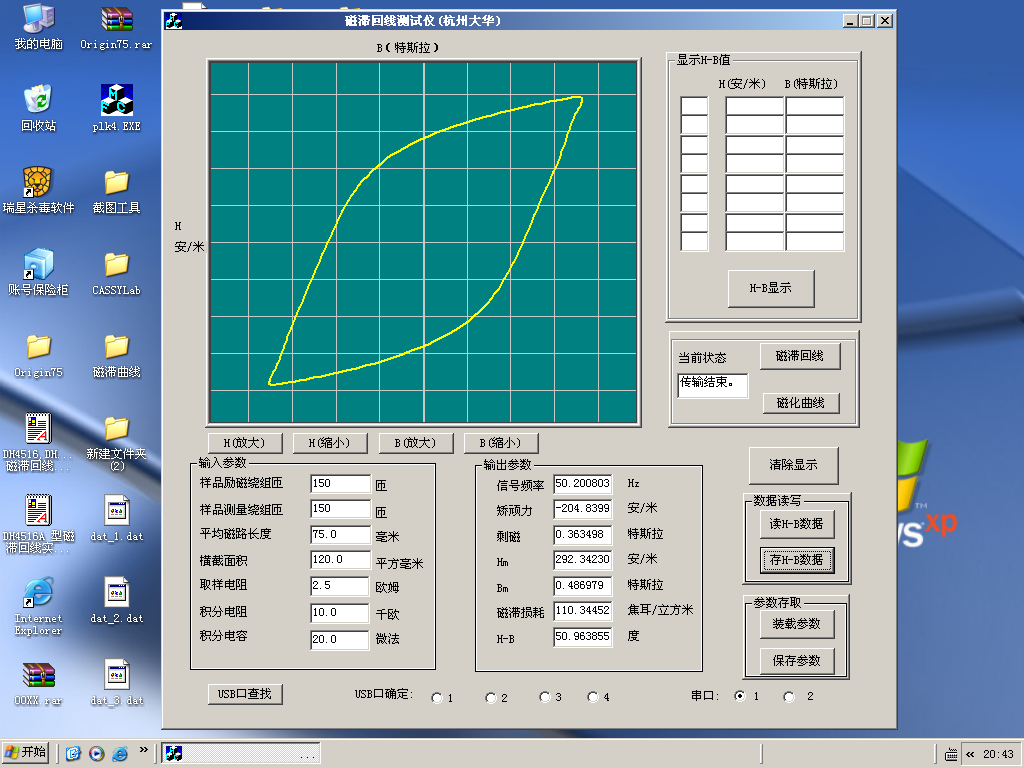 我的电脑
Origin75.rar
回收站
plk4.EXE
瑞星杀毒软件
截图工具
账号保险柜
CASSYLab
Origin75
磁滞曲线
DH4516_DH...
磁滞回线...
新建文件夹
(2)
DH4516A_型磁
滞回线实...
dat_1.dat
Internet
Explorer
dat_2.dat
OOXX.rar
dat_3.dat
磁滞回线测试仪(杭州大华)
B(特斯拉)
H
安/米
H(放大)
H(缩小)
B(放大)
B(缩小)
输入参数
样品励磁绕组匝
150
匝
样品测量绕组匝
150
匝
平均磁路长度
75.0
毫米
横截面积
120.0
平方毫米
取样电阻
2.5
欧姆
积分电阻
10.0
千欧
积分电容
20.0
微法
输出参数
信号频率
50.200803
Hz
矫顽力
-204.8399
安/米
剩磁
0.363498
特斯拉
Hm
292.34230
安/米
Bm
0.486979
特斯拉
磁滞损耗
110.34452
焦耳/立方米
H-B
50.963855
度
显示H-B值
H(安/米)
B(特斯拉)
H-B显示
当前状态
传输结束。
磁滞回线
磁化曲线
清除显示
数据读写
读H-B数据
存H-B数据
参数存取
装载参数
保存参数
USB口查找
USB口确定:
1
2
3
4
串口:
1
2
ws xp
TM
开始
»
...
«
20:43